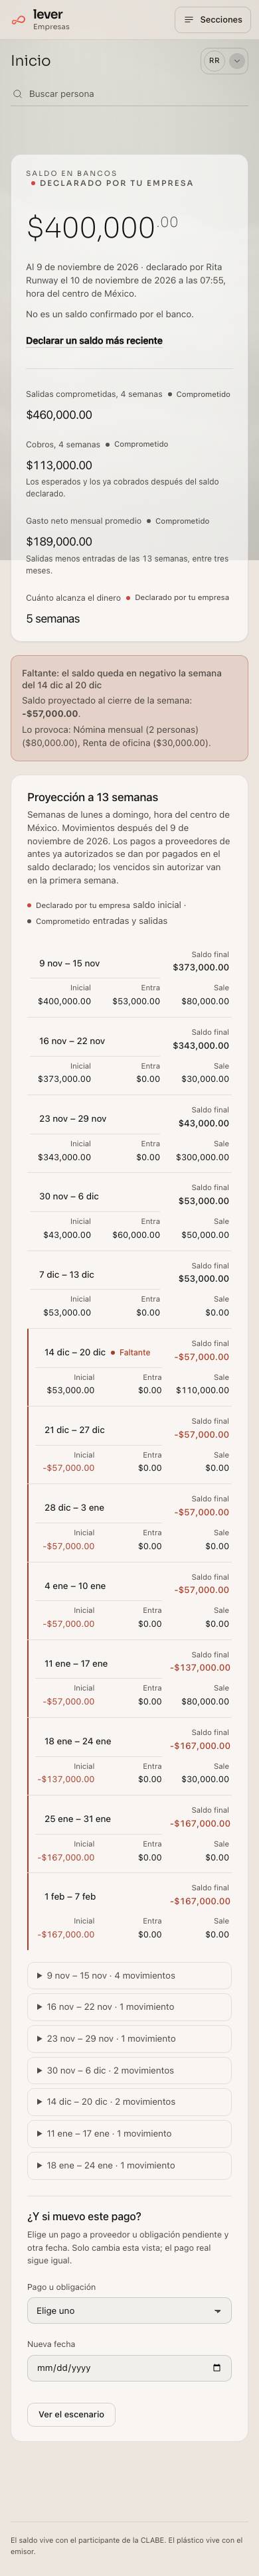 lever
Empresas
Secciones
Inicio
RR
Buscar persona
SALDO EN BANCOS
DECLARADO POR TU EMPRESA
$400,000.00
Al 9 de noviembre de 2026 · declarado por Rita
Runway el 10 de noviembre de 2026 a las 07:55,
hora del centro de México.
No es un saldo confirmado por el banco.
Declarar un saldo más reciente
Salidas comprometidas, 4 semanas Comprometido
$460,000.00
Cobros, 4 semanas Comprometido
$113,000.00
Los esperados y los ya cobrados después del saldo
declarado.
Gasto neto mensual promedio Comprometido
$189,000.00
Salidas menos entradas de las 13 semanas, entre tres
meses.
Cuánto alcanza el dinero Declarado por tu empresa
5 semanas
Faltante: el saldo queda en negativo la semana
del 14 dic al 20 dic
Saldo proyectado al cierre de la semana:
-$57,000.00.
Lo provoca: Nómina mensual (2 personas)
($80,000.00), Renta de oficina ($30,000.00).
Proyección a 13 semanas
Semanas de lunes a domingo, hora del centro de
México. Movimientos después del 9 de
noviembre de 2026. Los pagos a proveedores de
antes ya autorizados se dan por pagados en el
saldo declarado; los vencidos sin autorizar van
en la primera semana.
Declarado por tu empresa saldo inicial ·
Comprometido entradas y salidas
9 nov – 15 nov Saldo final
$373,000.00
Inicial Entra Sale
$400,000.00 $53,000.00 $80,000.00
16 nov – 22 nov Saldo final
$343,000.00
Inicial Entra Sale
$373,000.00 $0.00 $30,000.00
23 nov – 29 nov Saldo final
$43,000.00
Inicial Entra Sale
$343,000.00 $0.00 $300,000.00
30 nov – 6 dic Saldo final
$53,000.00
Inicial Entra Sale
$43,000.00 $60,000.00 $50,000.00
7 dic – 13 dic Saldo final
$53,000.00
Inicial Entra Sale
$53,000.00 $0.00 $0.00
14 dic – 20 dic Faltante Saldo final
-$57,000.00
Inicial Entra Sale
$53,000.00 $0.00 $110,000.00
21 dic – 27 dic Saldo final
-$57,000.00
Inicial Entra Sale
-$57,000.00 $0.00 $0.00
28 dic – 3 ene Saldo final
-$57,000.00
Inicial Entra Sale
-$57,000.00 $0.00 $0.00
4 ene – 10 ene Saldo final
-$57,000.00
Inicial Entra Sale
-$57,000.00 $0.00 $0.00
11 ene – 17 ene Saldo final
-$137,000.00
Inicial Entra Sale
-$57,000.00 $0.00 $80,000.00
18 ene – 24 ene Saldo final
-$167,000.00
Inicial Entra Sale
-$137,000.00 $0.00 $30,000.00
25 ene – 31 ene Saldo final
-$167,000.00
Inicial Entra Sale
-$167,000.00 $0.00 $0.00
1 feb – 7 feb Saldo final
-$167,000.00
Inicial Entra Sale
-$167,000.00 $0.00 $0.00
9 nov – 15 nov · 4 movimientos
16 nov – 22 nov · 1 movimiento
23 nov – 29 nov · 1 movimiento
30 nov – 6 dic · 2 movimientos
14 dic – 20 dic · 2 movimientos
11 ene – 17 ene · 1 movimiento
18 ene – 24 ene · 1 movimiento
¿Y si muevo este pago?
Elige un pago a proveedor u obligación pendiente y
otra fecha. Solo cambia esta vista; el pago real
sigue igual.
Pago u obligación
Elige uno
Nueva fecha
mm/dd/yyyy
Ver el escenario
El saldo vive con el participante de la CLABE. El plástico vive con el
emisor.